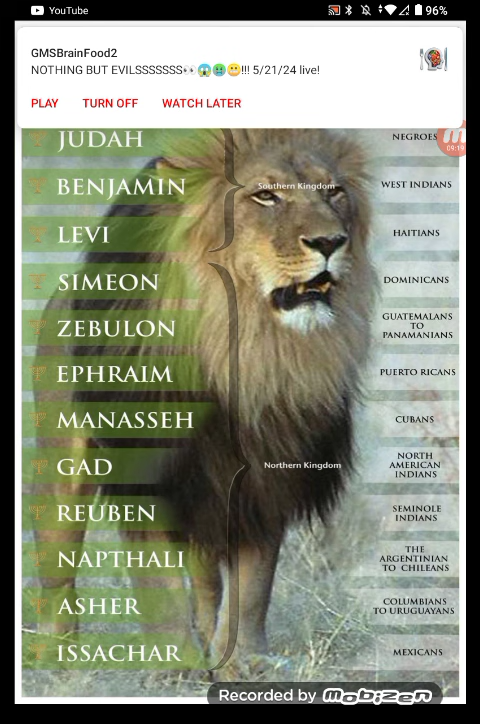 YouTube
96%
GMSBrainFood2
NOTHING BUT EVILSSSSSSS👀😱🤢😬!!! 5/21/24 live!
PLAY TURN OFF WATCH LATER
09:19
JUDAH
NEGROES
BENJAMIN
Southern Kingdom
WEST INDIANS
LEVI
HAITIANS
SIMEON
DOMINICANS
ZEBULON
GUATEMALANS
TO
PANAMANIANS
EPHRAIM
PUERTO RICANS
MANASSEH
CUBANS
GAD
Northern Kingdom
NORTH
AMERICAN
INDIANS
REUBEN
SEMINOLE
INDIANS
NAPTHALI
THE
ARGENTINIAN
TO CHILEANS
ASHER
COLUMBIANS
TO URUGUAYANS
ISSACHAR
MEXICANS
Recorded by Mobizen